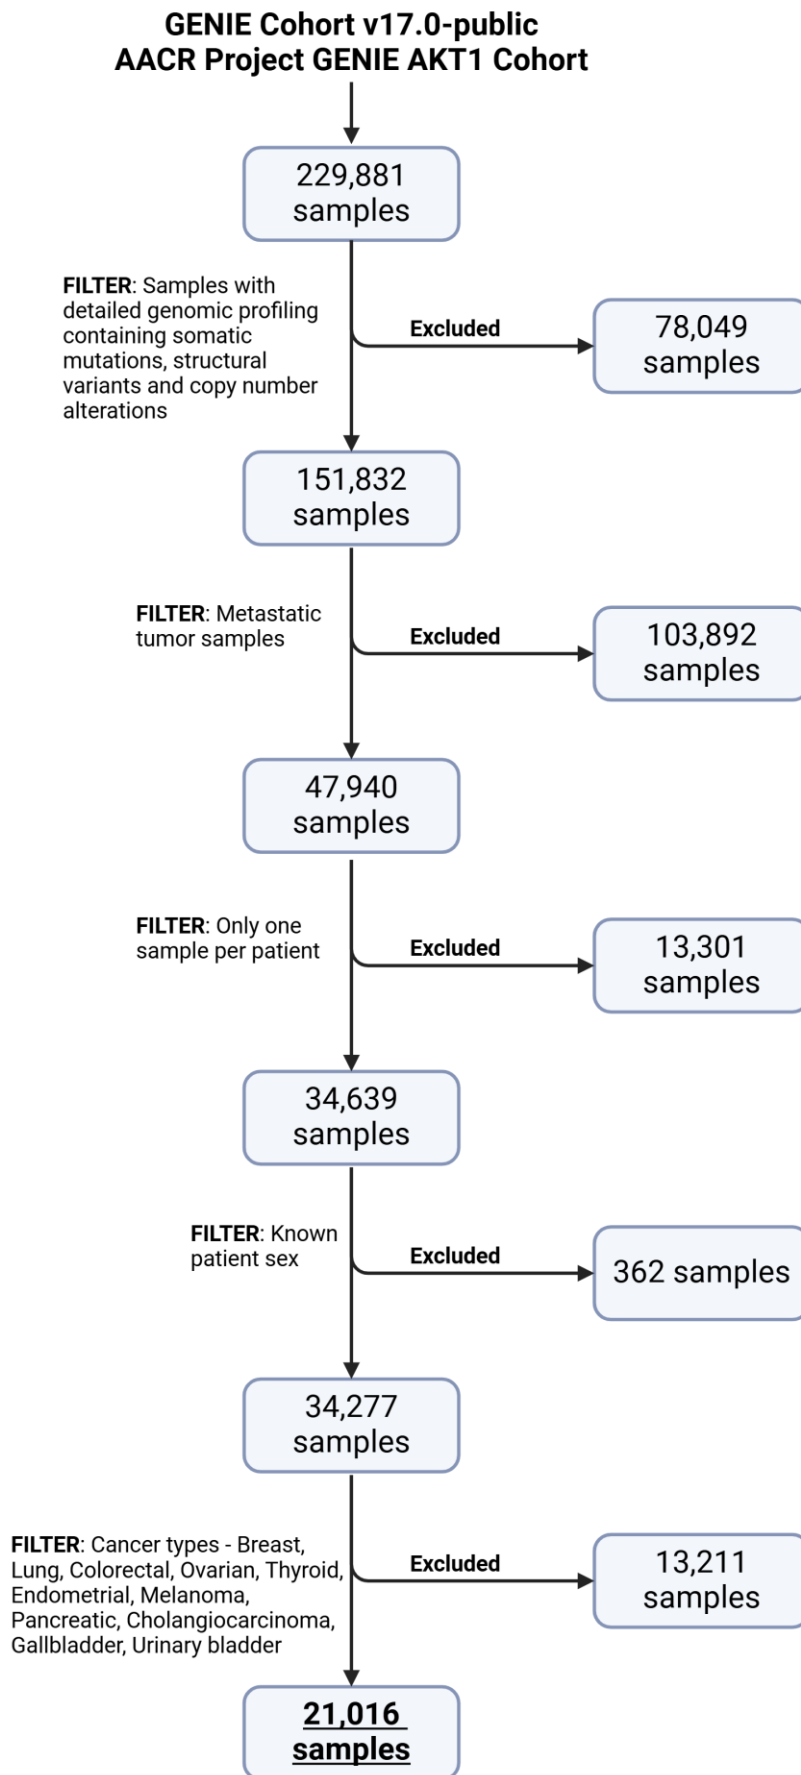 GENIE Cohort v17.0-public
AACR Project GENIE AKT1 Cohort
229,881
samples
FILTER: Samples with
detailed genomic profiling
containing somatic
mutations, structural
variants and copy number
alterations
Excluded
78,049
samples
151,832
samples
FILTER: Metastatic
tumor samples
Excluded
103,892
samples
47,940
samples
FILTER: Only one
sample per patient
Excluded
13,301
samples
34,639
samples
FILTER: Known
patient sex
Excluded
362 samples
34,277
samples
FILTER: Cancer types - Breast,
Lung, Colorectal, Ovarian, Thyroid,
Endometrial, Melanoma,
Pancreatic, Cholangiocarcinoma,
Gallbladder, Urinary bladder
Excluded
13,211
samples
21,016
samples